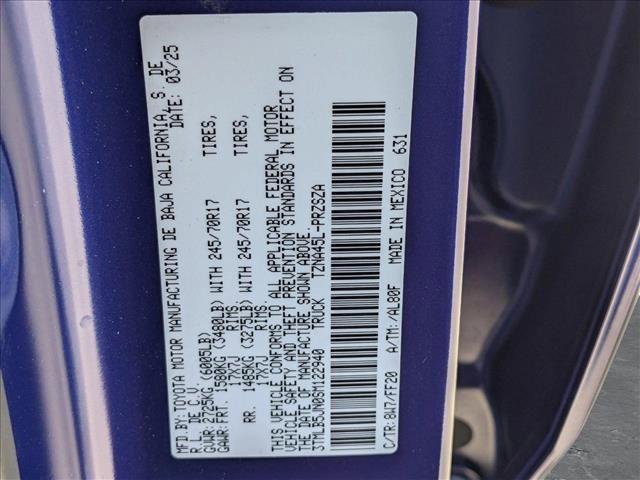 MFD. BY: TOYOTA MOTOR MANUFACTURING DE BAJA CALIFORNIA, S. DE
R. L. DE C. V. DATE: 03/25
GVWR: 2725KG (6005LB)
GAWR: FRT. 1580KG (3480LB) WITH 245/70R17 TIRES,
17X7J RIMS,
RR. 1485KG (3275LB) WITH 245/70R17 TIRES,
17X7J RIMS.
THIS VEHICLE CONFORMS TO ALL APPLICABLE FEDERAL MOTOR
VEHICLE SAFETY AND THEFT PREVENTION STANDARDS IN EFFECT ON
THE DATE OF MANUFACTURE SHOWN ABOVE.
3TMLB5JN0SM122940 TRUCK TZNA45L-PRZSZA
C/TR: 8W7/FF20 A/TM: /AL80F MADE IN MEXICO 631